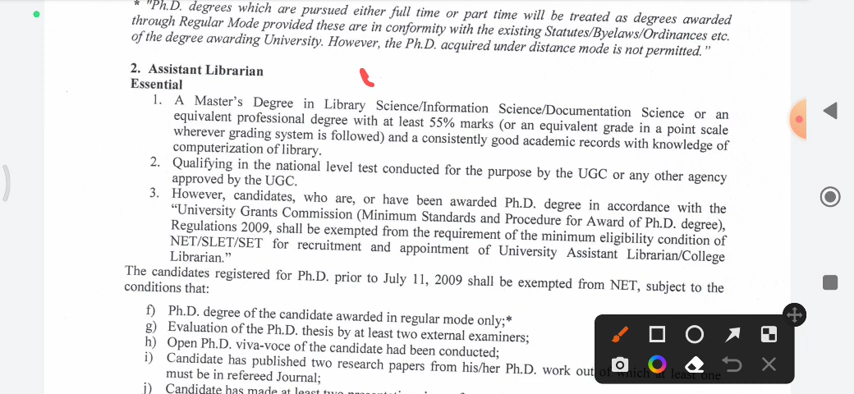 * "Ph.D. degrees which are pursued either full time or part time will be treated as degrees awarded
through Regular Mode provided these are in conformity with the existing Statutes/Byelaws/Ordinances etc.
of the degree awarding University. However, the Ph.D. acquired under distance mode is not permitted."
2. Assistant Librarian
Essential
1. A Master's Degree in Library Science/Information Science/Documentation Science or an
equivalent professional degree with at least 55% marks (or an equivalent grade in a point scale
wherever grading system is followed) and a consistently good academic records with knowledge of
computerization of library.
2. Qualifying in the national level test conducted for the purpose by the UGC or any other agency
approved by the UGC.
3. However, candidates, who are, or have been awarded Ph.D. degree in accordance with the
"University Grants Commission (Minimum Standards and Procedure for Award of Ph.D. degree),
Regulations 2009, shall be exempted from the requirement of the minimum eligibility condition of
NET/SLET/SET for recruitment and appointment of University Assistant Librarian/College
Librarian."
The candidates registered for Ph.D. prior to July 11, 2009 shall be exempted from NET, subject to the
conditions that:
f) Ph.D. degree of the candidate awarded in regular mode only;*
g) Evaluation of the Ph.D. thesis by at least two external examiners;
h) Open Ph.D. viva-voce of the candidate had been conducted;
i) Candidate has published two research papers from his/her Ph.D. work out of which at least one
must be in refereed Journal;
j) Candidate has made at least two